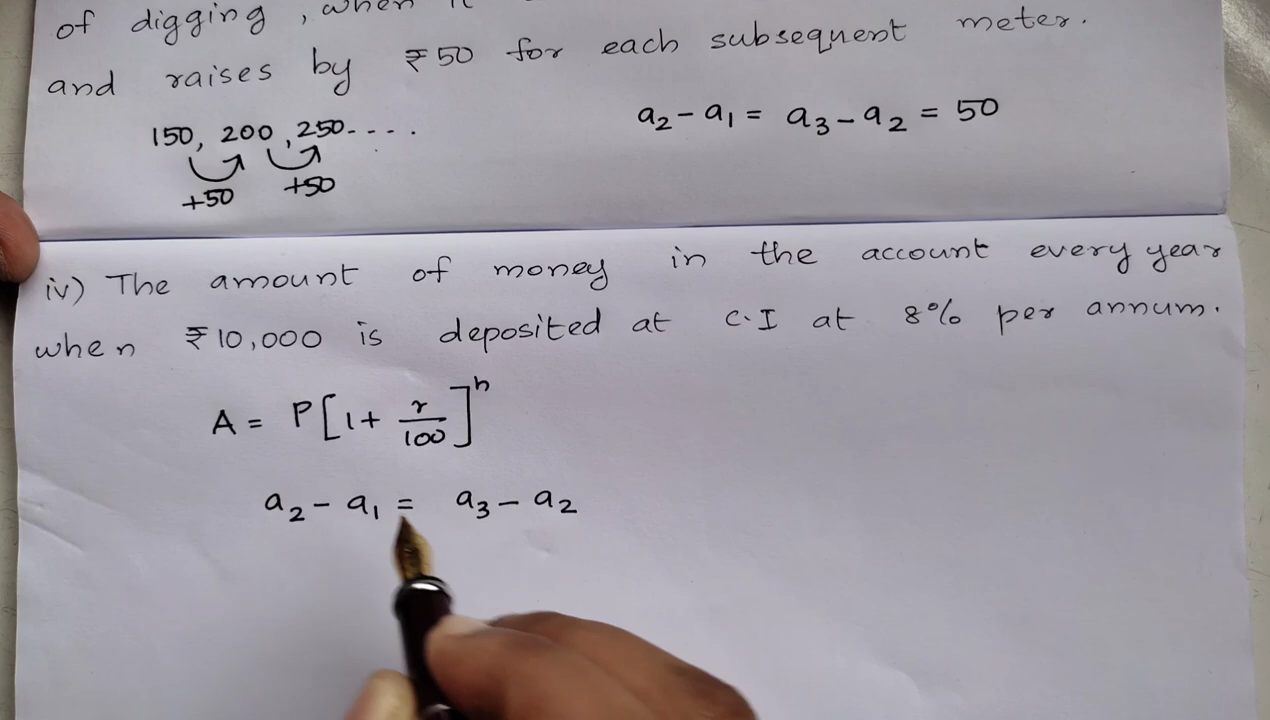 of digging , when it
and raises by ₹50 for each subsequent meter.
150, 200 , 250- - - .
+50 +50
a2 - a1 = a3 - a2 = 50
iv) The amount of money in the account every year
when ₹10,000 is deposited at C.I at 8% per annum.
A = P[1 + r/100]^n
a2 - a1 = a3 - a2